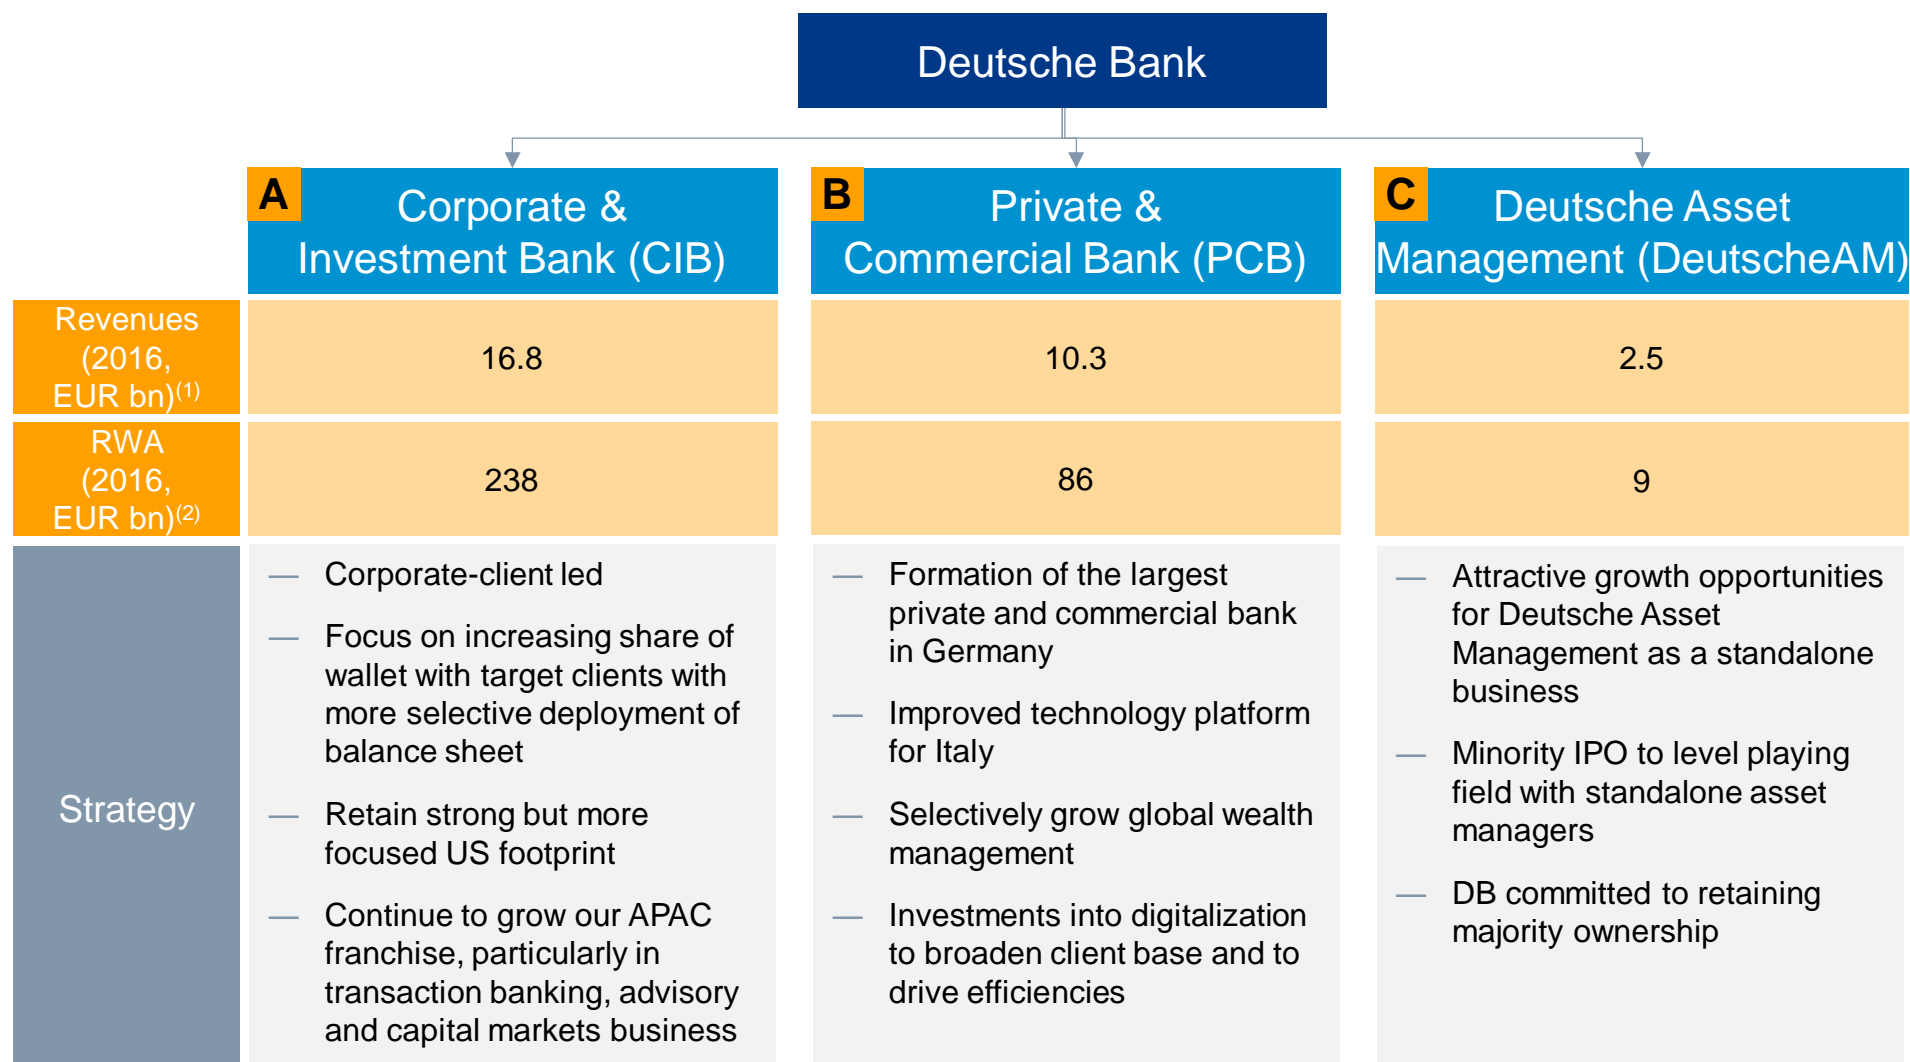 Deutsche Bank
A
Corporate &
Investment Bank (CIB)
B
Private &
Commercial Bank (PCB)
C
Deutsche Asset
Management (DeutscheAM)
Revenues
(2016,
EUR bn)(1)
16.8
10.3
2.5
RWA
(2016,
EUR bn)(2)
238
86
9
Strategy
— Corporate-client led
— Focus on increasing share of
wallet with target clients with
more selective deployment of
balance sheet
— Retain strong but more
focused US footprint
— Continue to grow our APAC
franchise, particularly in
transaction banking, advisory
and capital markets business
— Formation of the largest
private and commercial bank
in Germany
— Improved technology platform
for Italy
— Selectively grow global wealth
management
— Investments into digitalization
to broaden client base and to
drive efficiencies
— Attractive growth opportunities
for Deutsche Asset
Management as a standalone
business
— Minority IPO to level playing
field with standalone asset
managers
— DB committed to retaining
majority ownership